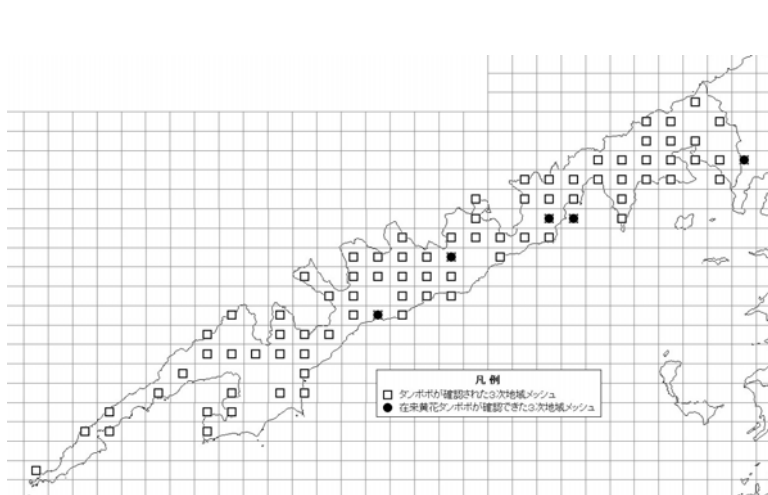 凡 例
タンポポが確認された3次地域メッシュ
在来黄花タンポポが確認できた3次地域メッシュ